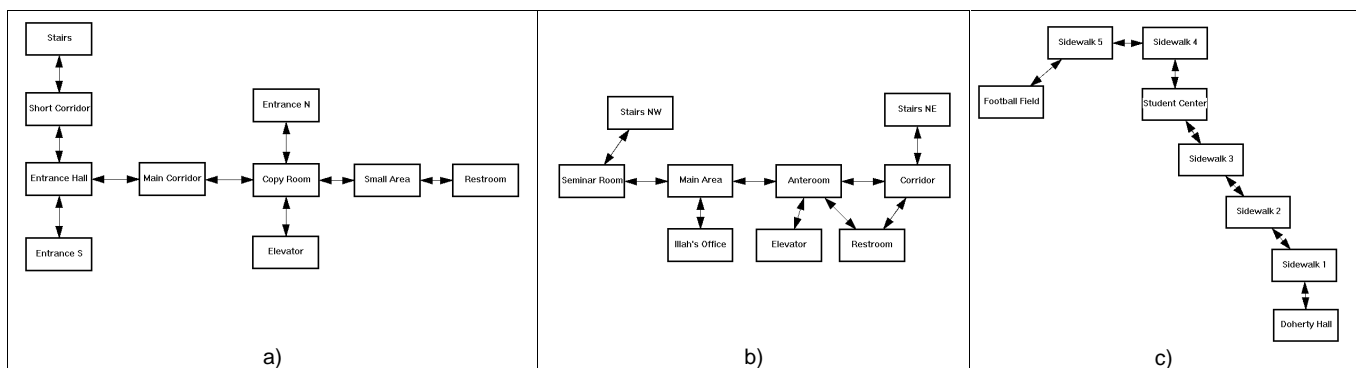 Stairs
Short Corridor
Entrance N
Entrance Hall
Main Corridor
Copy Room
Small Area
Restroom
Entrance S
Elevator
a)
Stairs NW
Stairs NE
Seminar Room
Main Area
Anteroom
Corridor
Illah's Office
Elevator
Restroom
b)
Sidewalk 5
Sidewalk 4
Football Field
Student Center
Sidewalk 3
Sidewalk 2
Sidewalk 1
Doherty Hall
c)